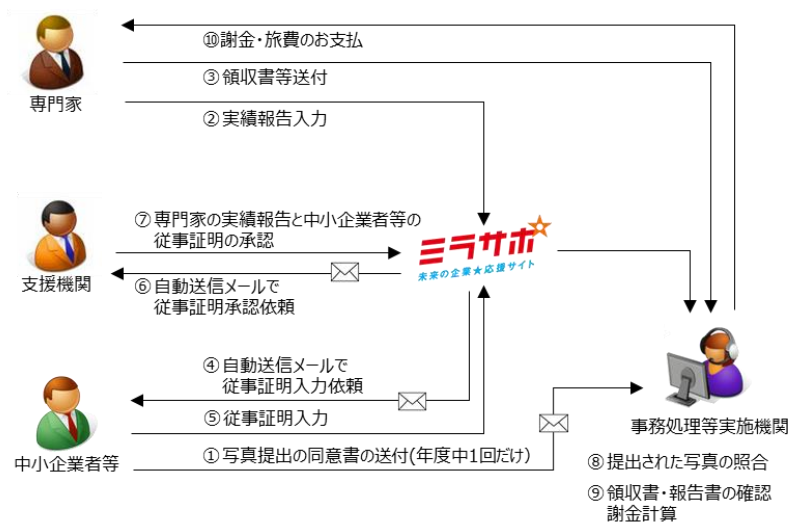 ⑩謝金・旅費のお支払
③領収書等送付
専門家
②実績報告入力
⑦専門家の実績報告と中小企業者等の
従事証明の承認
ミラサポ
未来の企業★応援サイト
支援機関
⑥自動送信メールで
従事証明承認依頼
④自動送信メールで
従事証明入力依頼
⑤従事証明入力
中小企業者等
①写真提出の同意書の送付(年度中1回だけ)
事務処理等実施機関
⑧提出された写真の照合
⑨領収書・報告書の確認
謝金計算